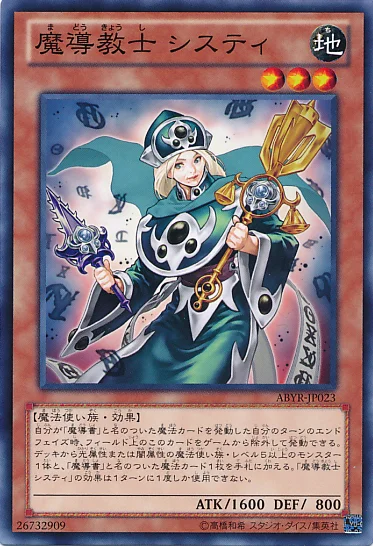 魔導教士 システィ
地
ABYR-JP023
【魔法使い族・効果】
自分が「魔導書」と名のついた魔法カードを発動した自分のターンのエンド
フェイズ時、フィールド上のこのカードをゲームから除外して発動できる。
デッキから光属性または闇属性の魔法使い族・レベル5以上のモンスター
1体と、「魔導書」と名のついた魔法カード1枚を手札に加える。「魔導教士
システィ」の効果は1ターンに1度しか使用できない。
ATK/1600 DEF/ 800
26732909
©高橋和希 スタジオ・ダイス/集英社